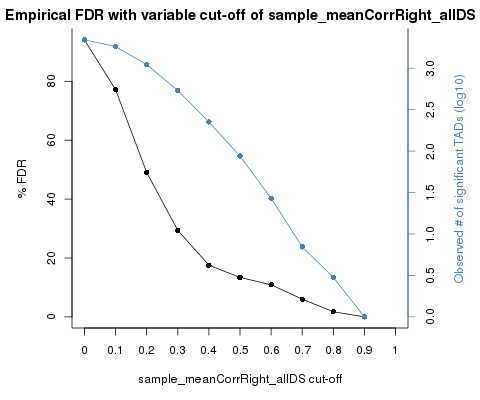 Empirical FDR with variable cut-off of sample_meanCorrRight_allDS
% FDR
0
20
40
60
80
0 0.1 0.2 0.3 0.4 0.5 0.6 0.7 0.8 0.9 1
sample_meanCorrRight_allDS cut-off
0.0
0.5
1.0
1.5
2.0
2.5
3.0
Observed # of significant TADs (log10)